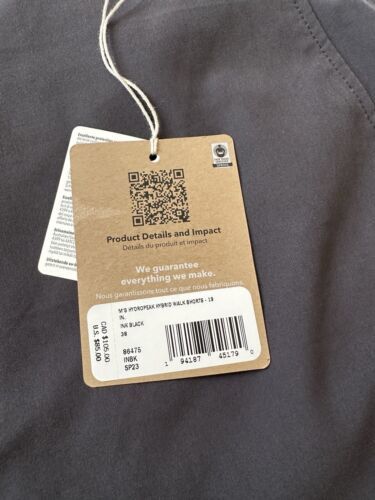 Product Details and Impact
Détails du produit et impact
We guarantee
everything we make.
Nous garantissons tout ce que nous fabriquons.
M'S HYDROPEAK HYBRID WALK SHORTS - 19
IN.
INK BLACK
38
86475
INBK
SP23
CAD $105.00
U.S. $85.00
1 94187 45179 0